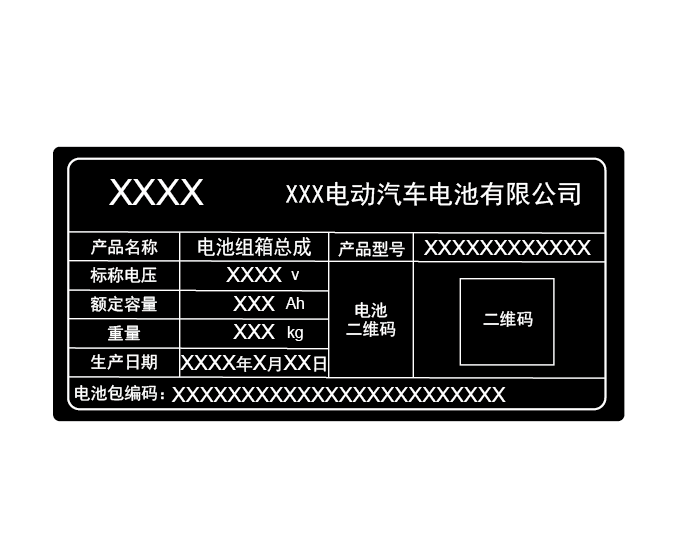 XXXX XXX电动汽车电池有限公司
产品名称 电池组箱总成 产品型号 XXXXXXXXXXXX
标称电压 XXXX v
额定容量 XXX Ah
电池
二维码
二维码
重量 XXX kg
生产日期 XXXX年X月XX日
电池包编码：XXXXXXXXXXXXXXXXXXXXXXXX